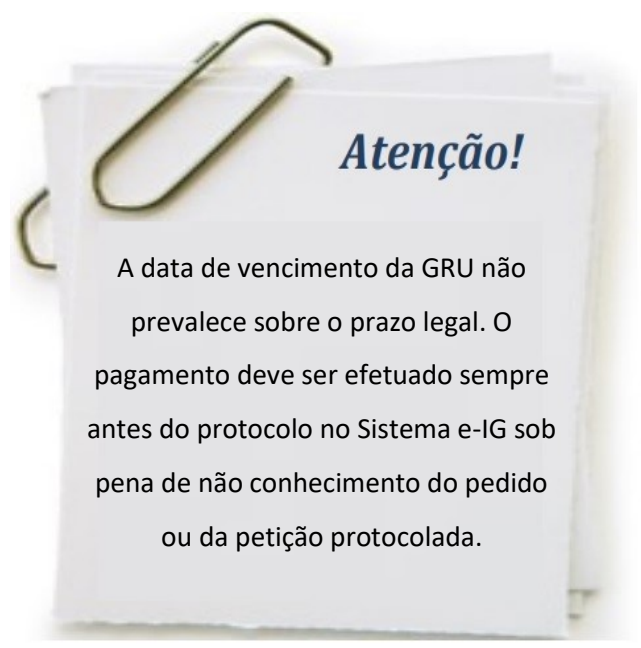 Atenção!
A data de vencimento da GRU não
prevalece sobre o prazo legal. O
pagamento deve ser efetuado sempre
antes do protocolo no Sistema e-IG sob
pena de não conhecimento do pedido
ou da petição protocolada.